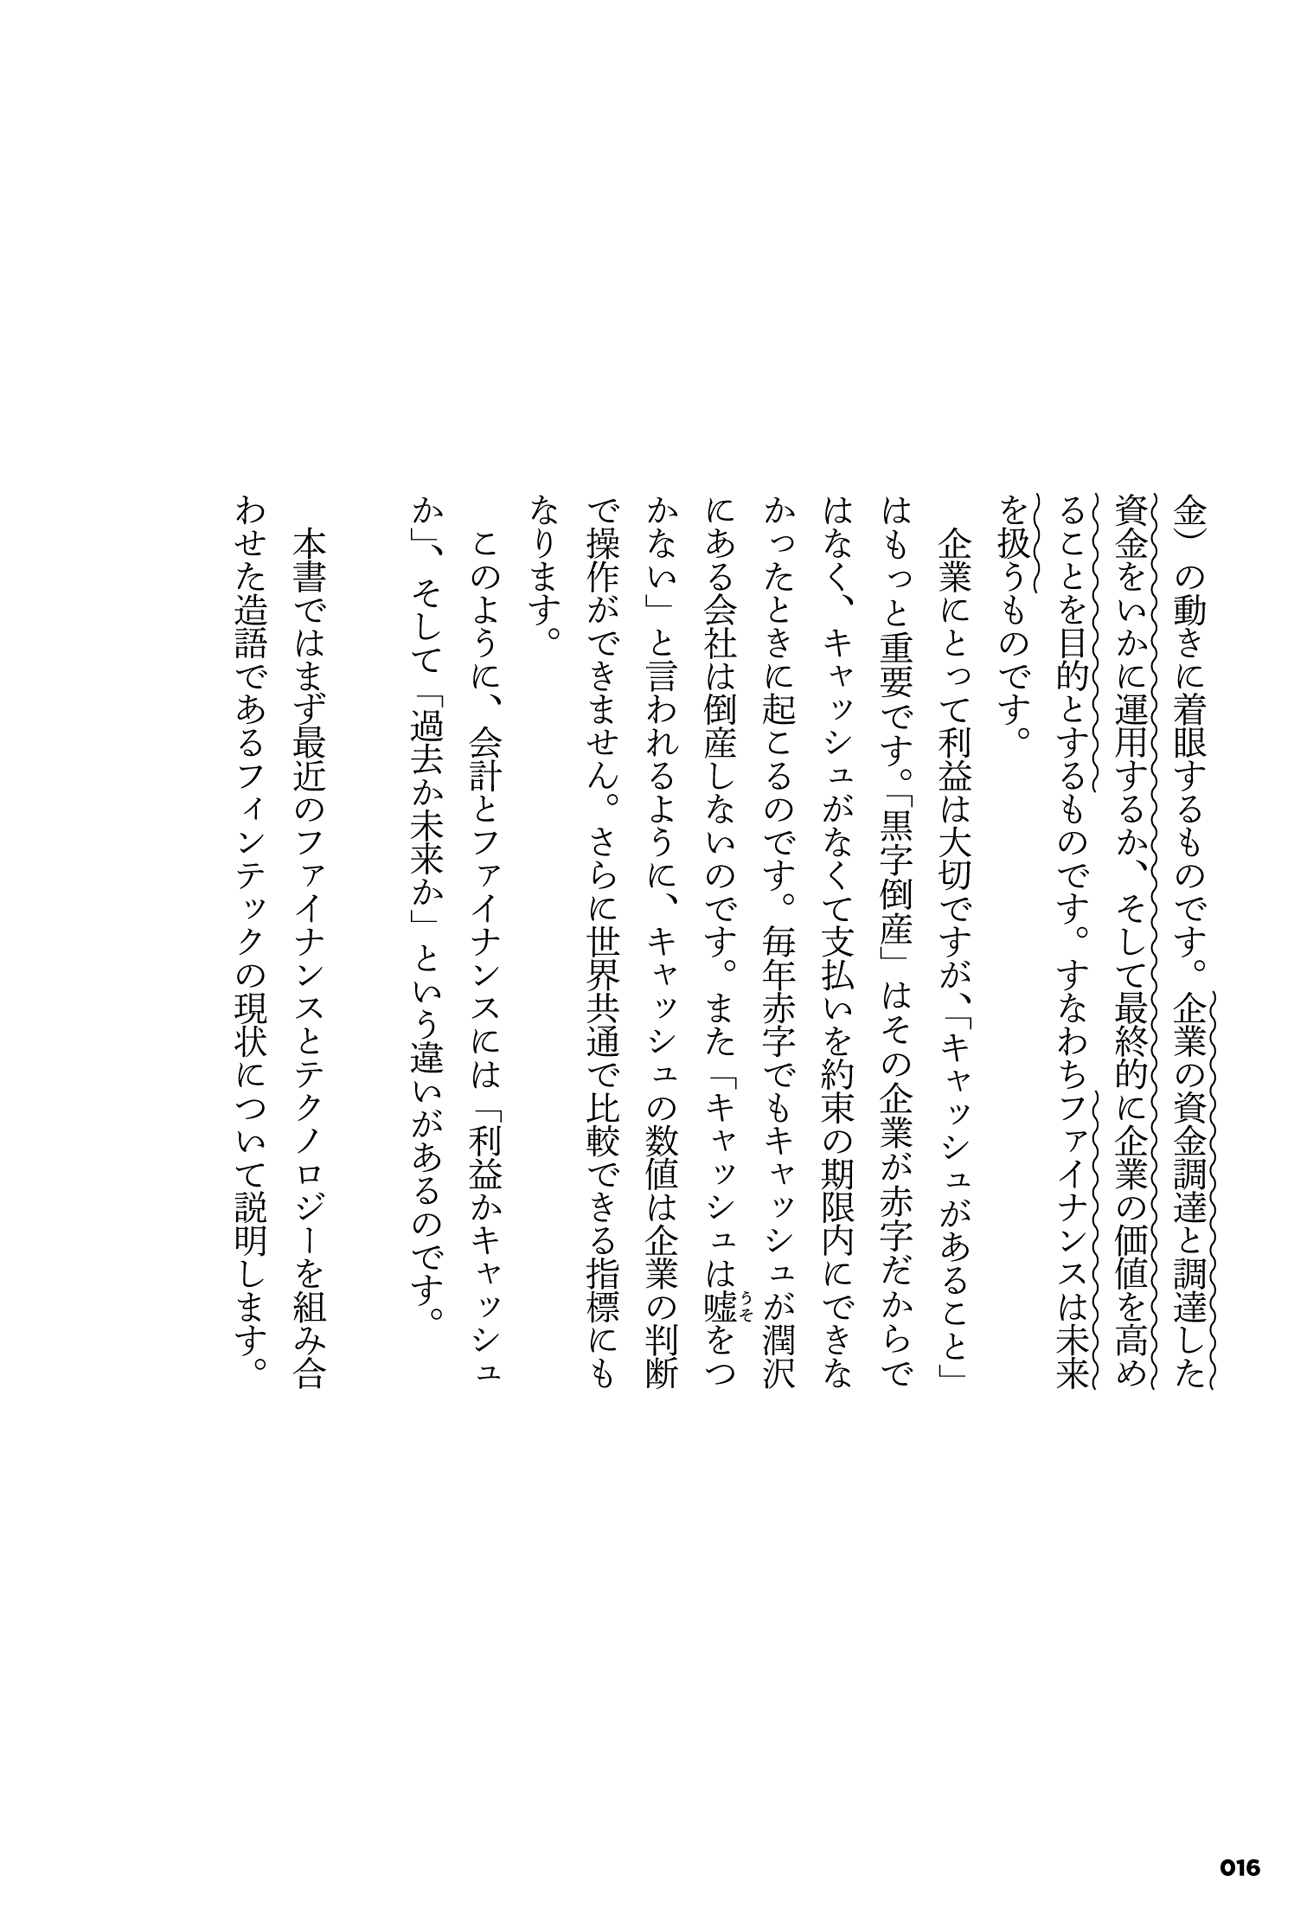 金）の動きに着眼するものです。企業の資金調達と調達した
資金をいかに運用するか、そして最終的に企業の価値を高め
ることを目的とするものです。すなわちファイナンスは未来
を扱うものです。
企業にとって利益は大切ですが、「キャッシュがあること」
はもっと重要です。「黒字倒産」はその企業が赤字だからで
はなく、キャッシュがなくて支払いを約束の期限内にできな
かったときに起こるのです。毎年赤字でもキャッシュが潤沢
にある会社は倒産しないのです。また「キャッシュは嘘をつ
うそ
かない」と言われるように、キャッシュの数値は企業の判断
で操作ができません。さらに世界共通で比較できる指標にも
なります。
このように、会計とファイナンスには「利益かキャッシュ
か」、そして「過去か未来か」という違いがあるのです。
本書ではまず最近のファイナンスとテクノロジーを組み合
わせた造語であるフィンテックの現状について説明します。
016